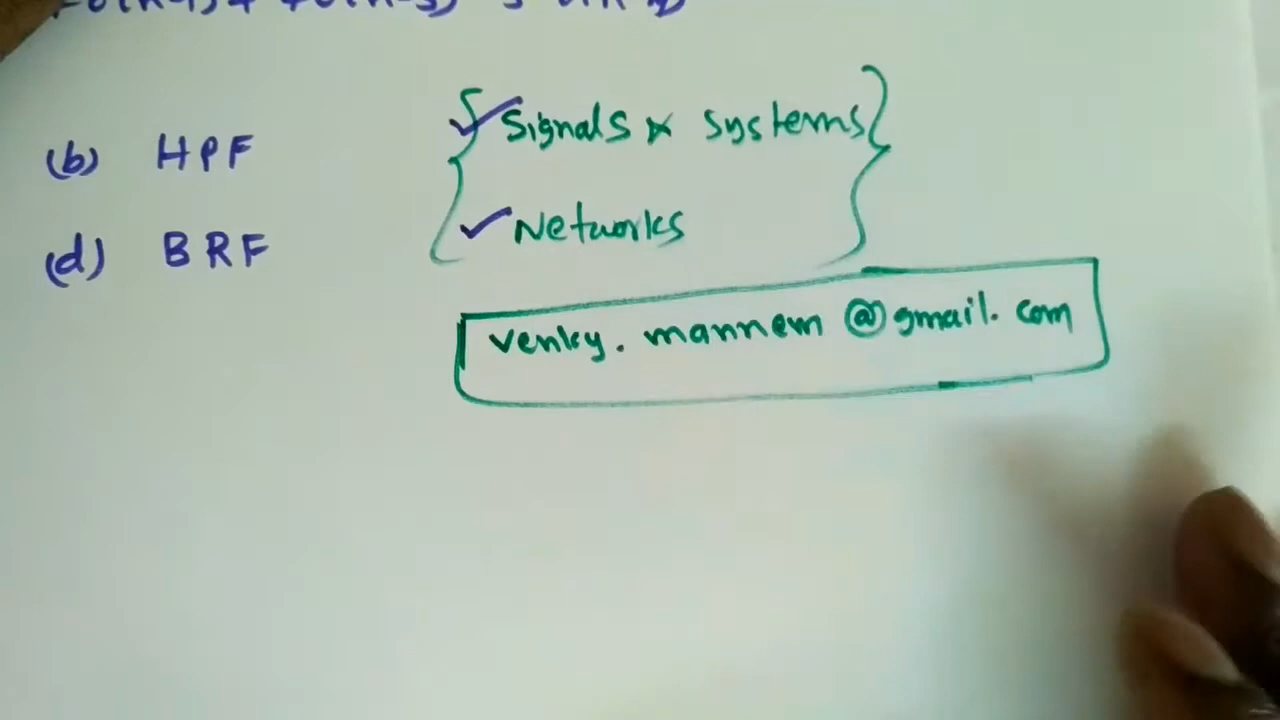 (b) HPF
Signals & Systems
(d) BRF
Networks
venky.mannem@gmail.com